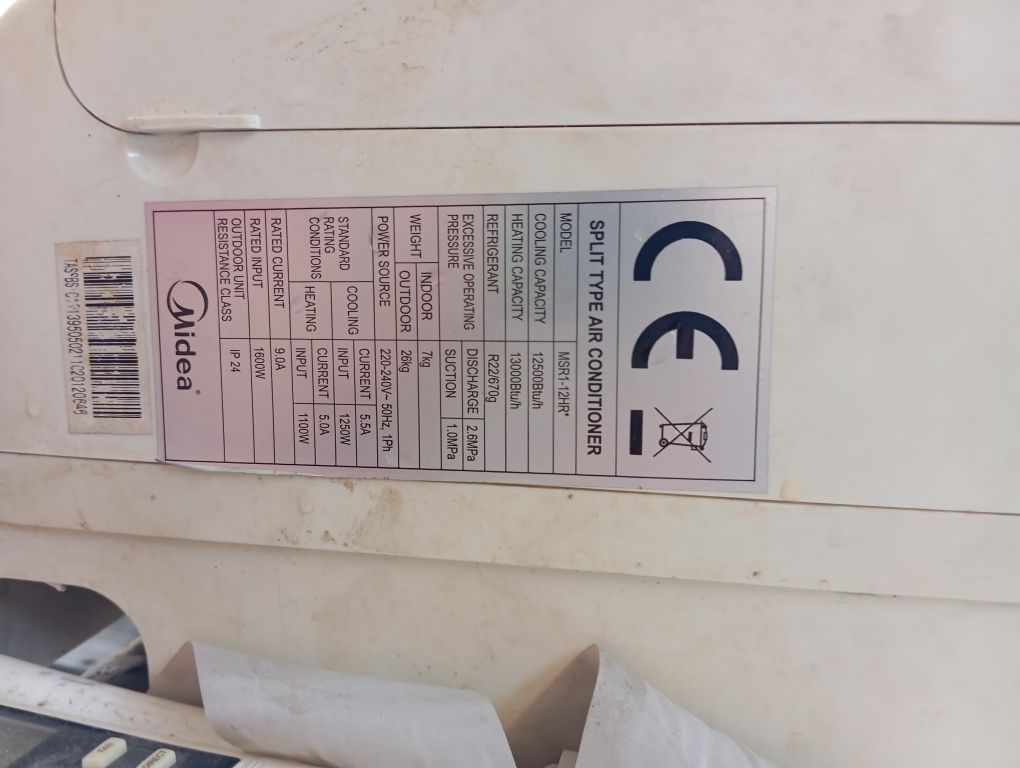 CE
SPLIT TYPE AIR CONDITIONER
MODEL MSR1-12HR*
COOLING CAPACITY 12500Btu/h
HEATING CAPACITY 13000Btu/h
REFRIGERANT R22/670g
EXCESSIVE OPERATING PRESSURE DISCHARGE 2.6MPa
SUCTION 1.0MPa
WEIGHT INDOOR 7kg
OUTDOOR 26kg
POWER SOURCE 220-240V~ 50Hz, 1Ph
STANDARD RATING CONDITIONS COOLING CURRENT 5.5A
INPUT 1250W
HEATING CURRENT 5.0A
INPUT 1100W
RATED CURRENT 9.0A
RATED INPUT 1600W
OUTDOOR UNIT RESISTANCE CLASS IP 24
Midea
FAN